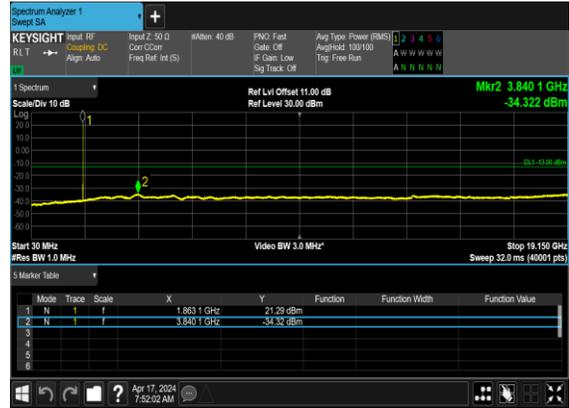 Spectrum Analyzer 1
Swept SA
+
KEYSIGHT Input: RF Input Z: 50 Ω #Atten: 40 dB PNO: Fast Avg Type: Power (RMS) 1 2 3 4 5 6
RLT Coupling: DC Corr CCorr Gate: Off Avg|Hold: 100/100 A W W W W W
Align: Auto Freq Ref: Int (S) IF Gain: Low Trig: Free Run
Sig Track: Off A N N N N N
LW
1 Spectrum
Ref Lvl Offset 11.00 dB Mkr2 3.840 1 GHz
Scale/Div 10 dB Ref Level 30.00 dBm -34.322 dBm
Log
20.0
10.0
0.00
-10.0
-20.0
-30.0
-40.0
-50.0
-60.0
1
DL1 -13.00 dBm
2
Start 30 MHz Video BW 3.0 MHz* Stop 19.150 GHz
#Res BW 1.0 MHz Sweep 32.0 ms (40001 pts)
5 Marker Table
Mode Trace Scale X Y Function Function Width Function Value
1 N 1 f 1.863 1 GHz 21.29 dBm
2 N 1 f 3.840 1 GHz -34.32 dBm
3
4
5
6
? Apr 17, 2024
7:52:02 AM